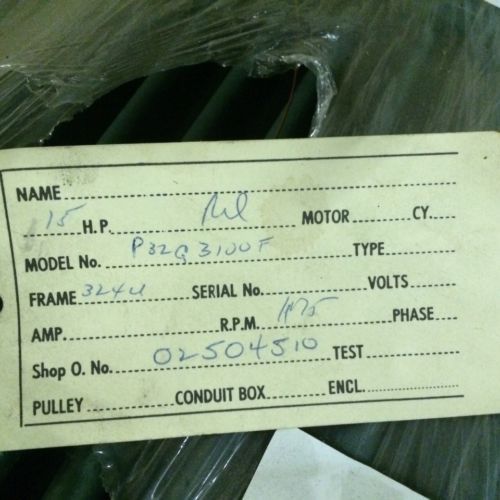 NAME
15 H.P. Rel MOTOR CY.
MODEL No. P32G3100F TYPE
FRAME 324U SERIAL No. VOLTS
AMP R.P.M. 1175 PHASE
Shop O. No. 02504510 TEST
PULLEY CONDUIT BOX ENCL.